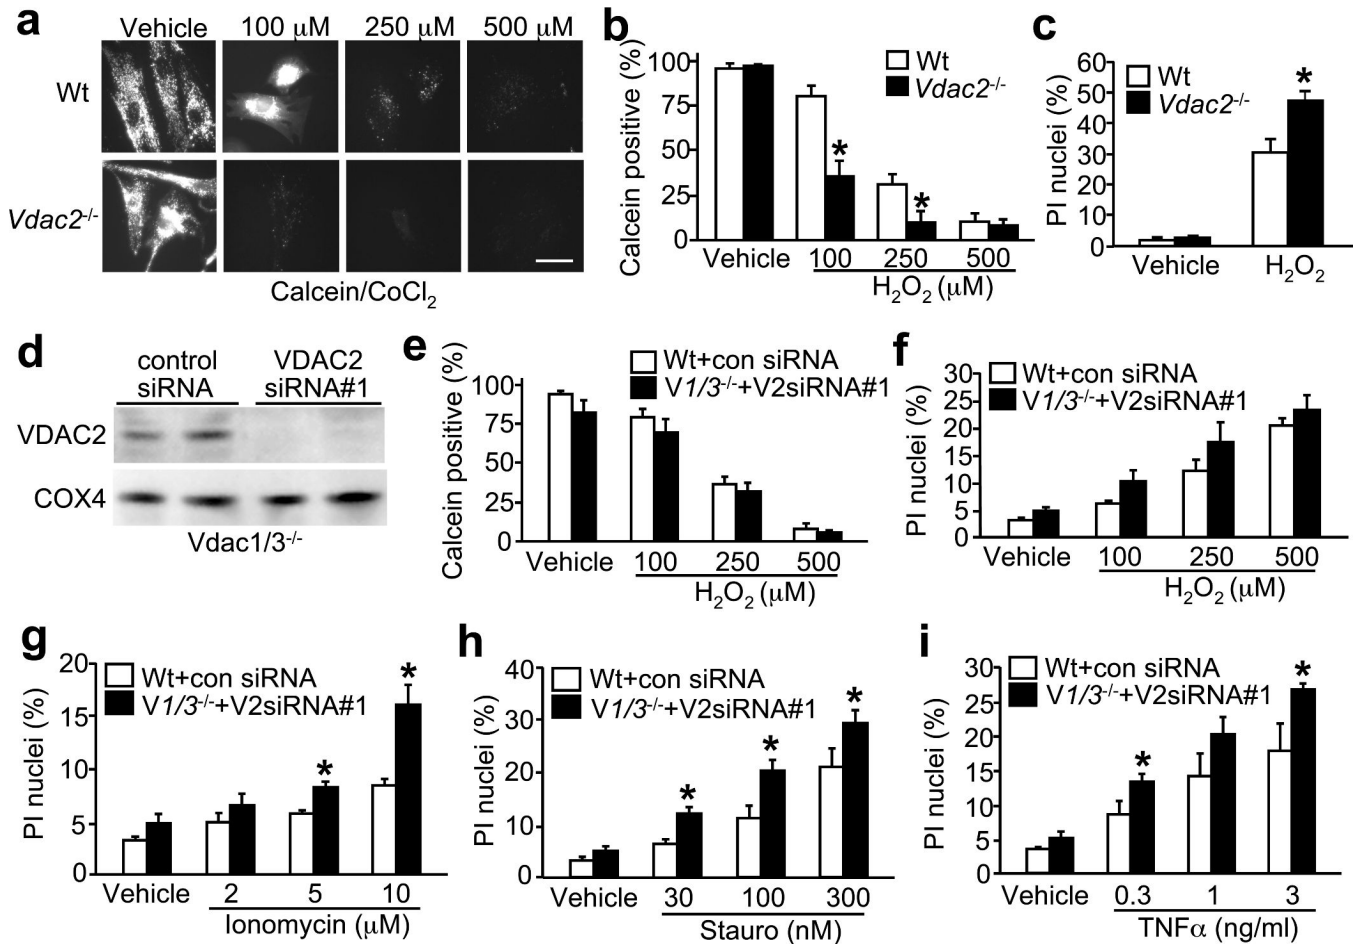 a
Vehicle 100 μM 250 μM 500 μM
Wt
Vdac2-/-
Calcein/CoCl2
b
Calcein positive (%)
100
75
50
25
0
Wt
Vdac2-/-
*
*
Vehicle 100 250 500
H2O2 (μM)
c
PI nuclei (%)
60
50
40
30
20
10
0
Wt
Vdac2-/-
*
Vehicle H2O2
d
control siRNA
VDAC2 siRNA#1
VDAC2
COX4
Vdac1/3-/-
e
Calcein positive (%)
100
75
50
25
0
Wt+con siRNA
V1/3-/-+V2siRNA#1
Vehicle 100 250 500
H2O2 (μM)
f
PI nuclei (%)
30
25
20
15
10
5
0
Wt+con siRNA
V1/3-/-+V2siRNA#1
Vehicle 100 250 500
H2O2 (μM)
g
PI nuclei (%)
20
15
10
5
0
Wt+con siRNA
V1/3-/-+V2siRNA#1
*
*
Vehicle 2 5 10
Ionomycin (μM)
h
PI nuclei (%)
40
30
20
10
0
Wt+con siRNA
V1/3-/-+V2siRNA#1
*
*
*
Vehicle 30 100 300
Stauro (nM)
i
PI nuclei (%)
30
25
20
15
10
5
0
Wt+con siRNA
V1/3-/-+V2siRNA#1
*
*
Vehicle 0.3 1 3
TNFα (ng/ml)